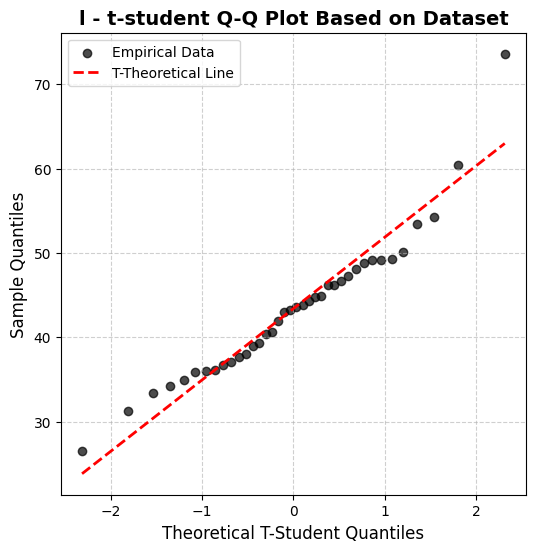 l - t-student Q-Q Plot Based on Dataset
Empirical Data
T-Theoretical Line
Sample Quantiles
70
60
50
40
30
−2
−1
0
1
2
Theoretical T-Student Quantiles